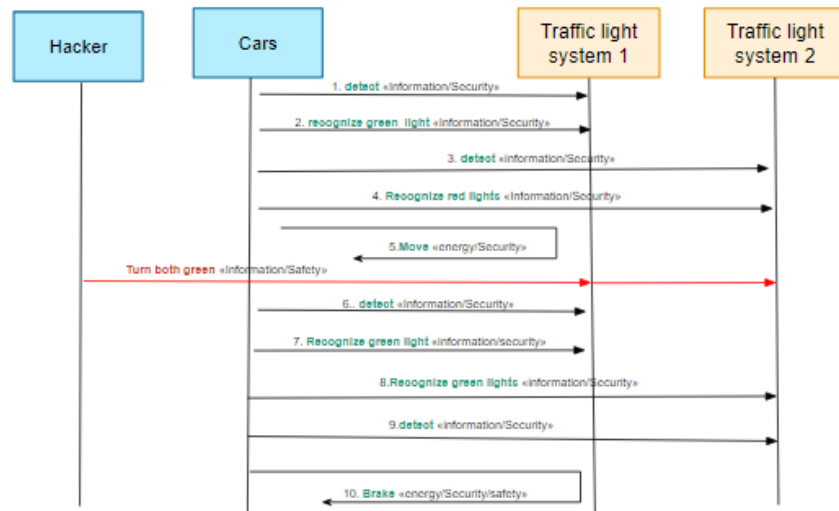 Hacker
Cars
Traffic light
system 1
Traffic light
system 2
1. detect «Information/Security»
2. recognize green light «Information/Security»
3. detect «Information/Security»
4. Recognize red lights «Information/Security»
5.Move «energy/Security»
Turn both green «Information/Safety»
6.. detect «Information/Security»
7. Recognize green light «Information/security»
8.Recognize green lights «Information/Security»
9.detect «Information/Security»
10. Brake «energy/Security/safety»